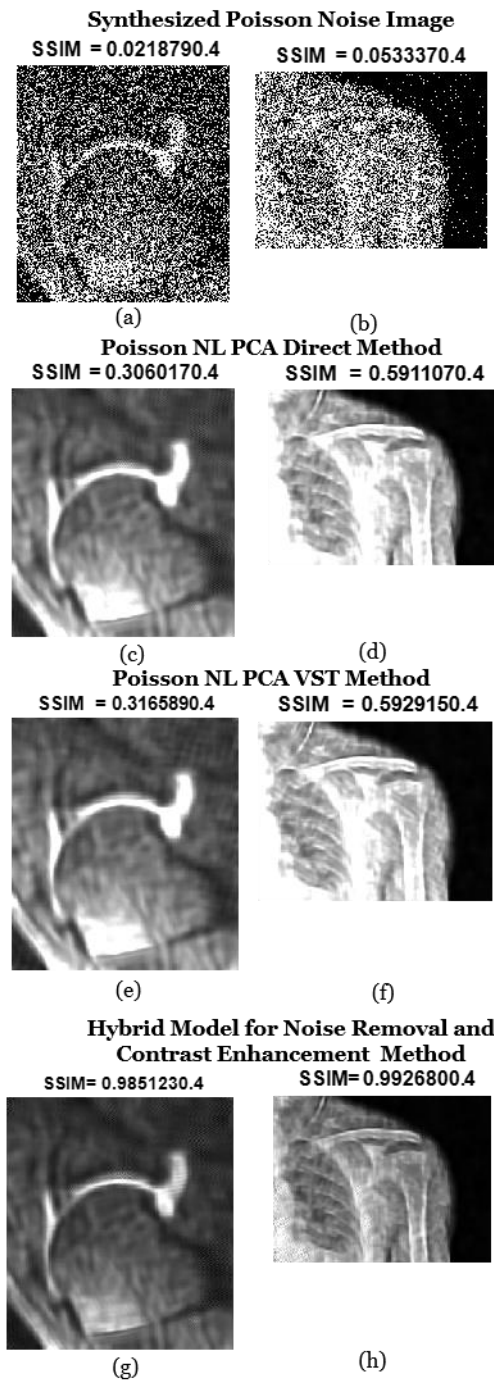 Synthesized Poisson Noise Image
SSIM = 0.0218790.4
SSIM = 0.0533370.4
(a)
(b)
Poisson NL PCA Direct Method
SSIM = 0.3060170.4
SSIM = 0.5911070.4
(c)
(d)
Poisson NL PCA VST Method
SSIM = 0.3165890.4
SSIM = 0.5929150.4
(e)
(f)
Hybrid Model for Noise Removal and
Contrast Enhancement Method
SSIM= 0.9851230.4
SSIM= 0.9926800.4
(g)
(h)